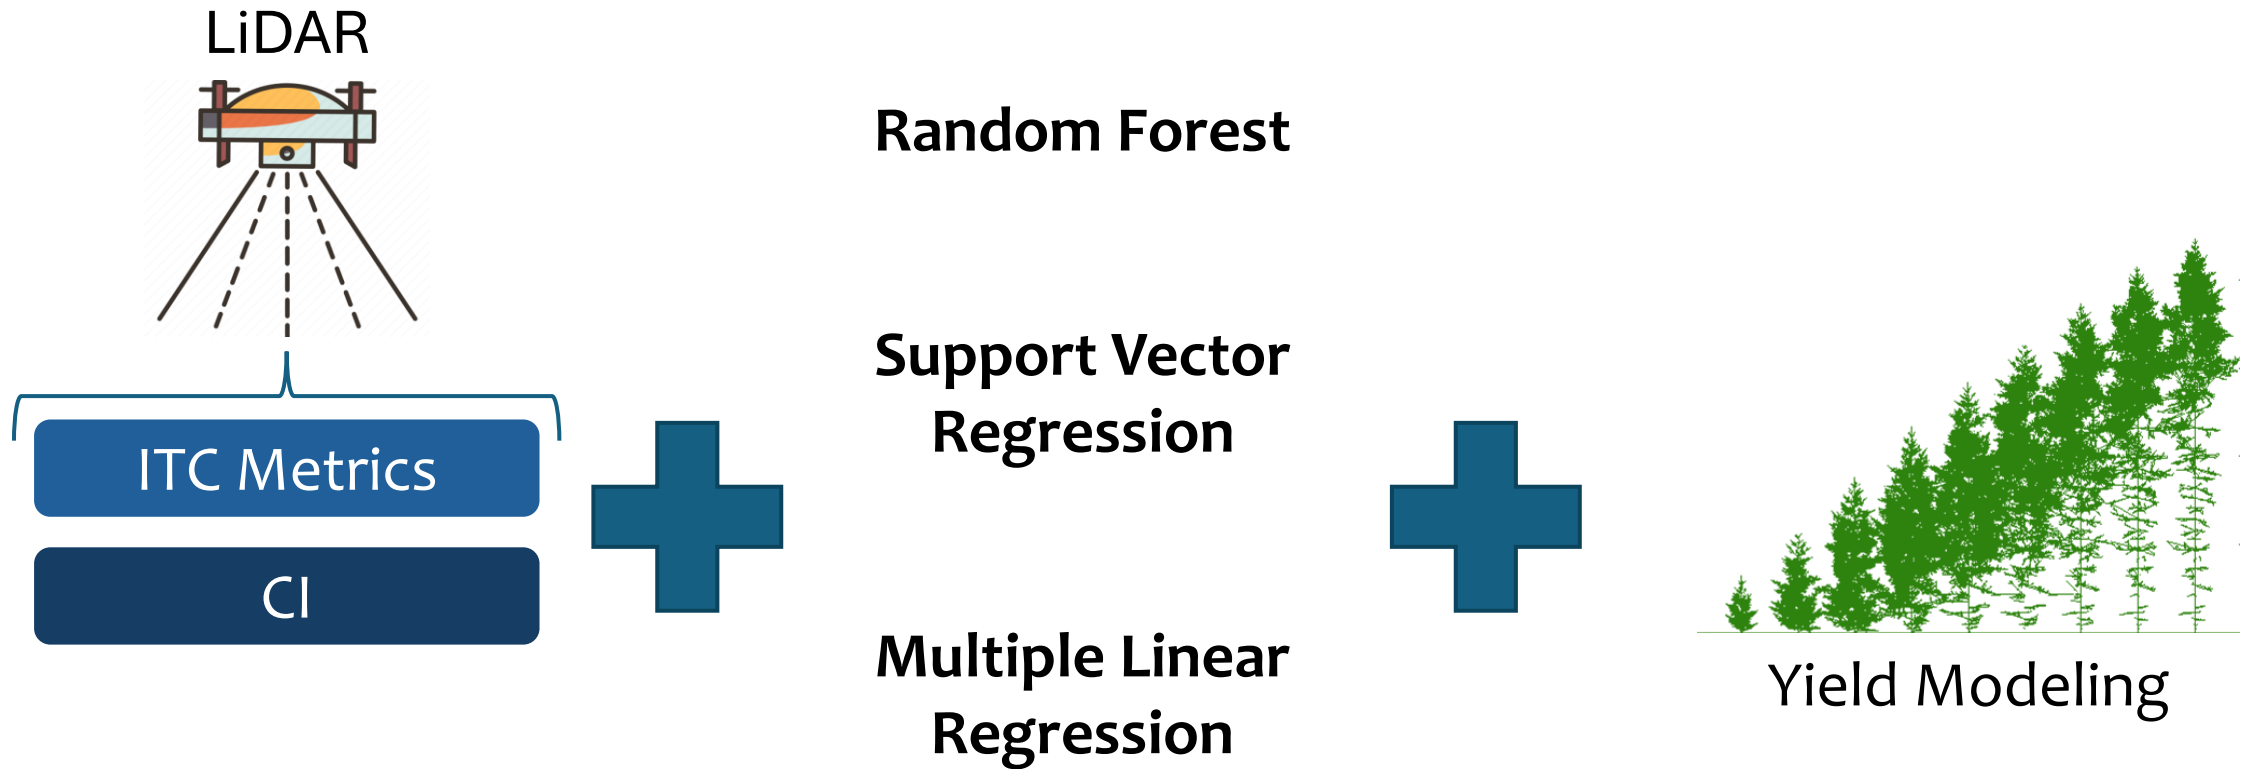 LiDAR
ITC Metrics
CI
Random Forest
Support Vector
Regression
Multiple Linear
Regression
Yield Modeling